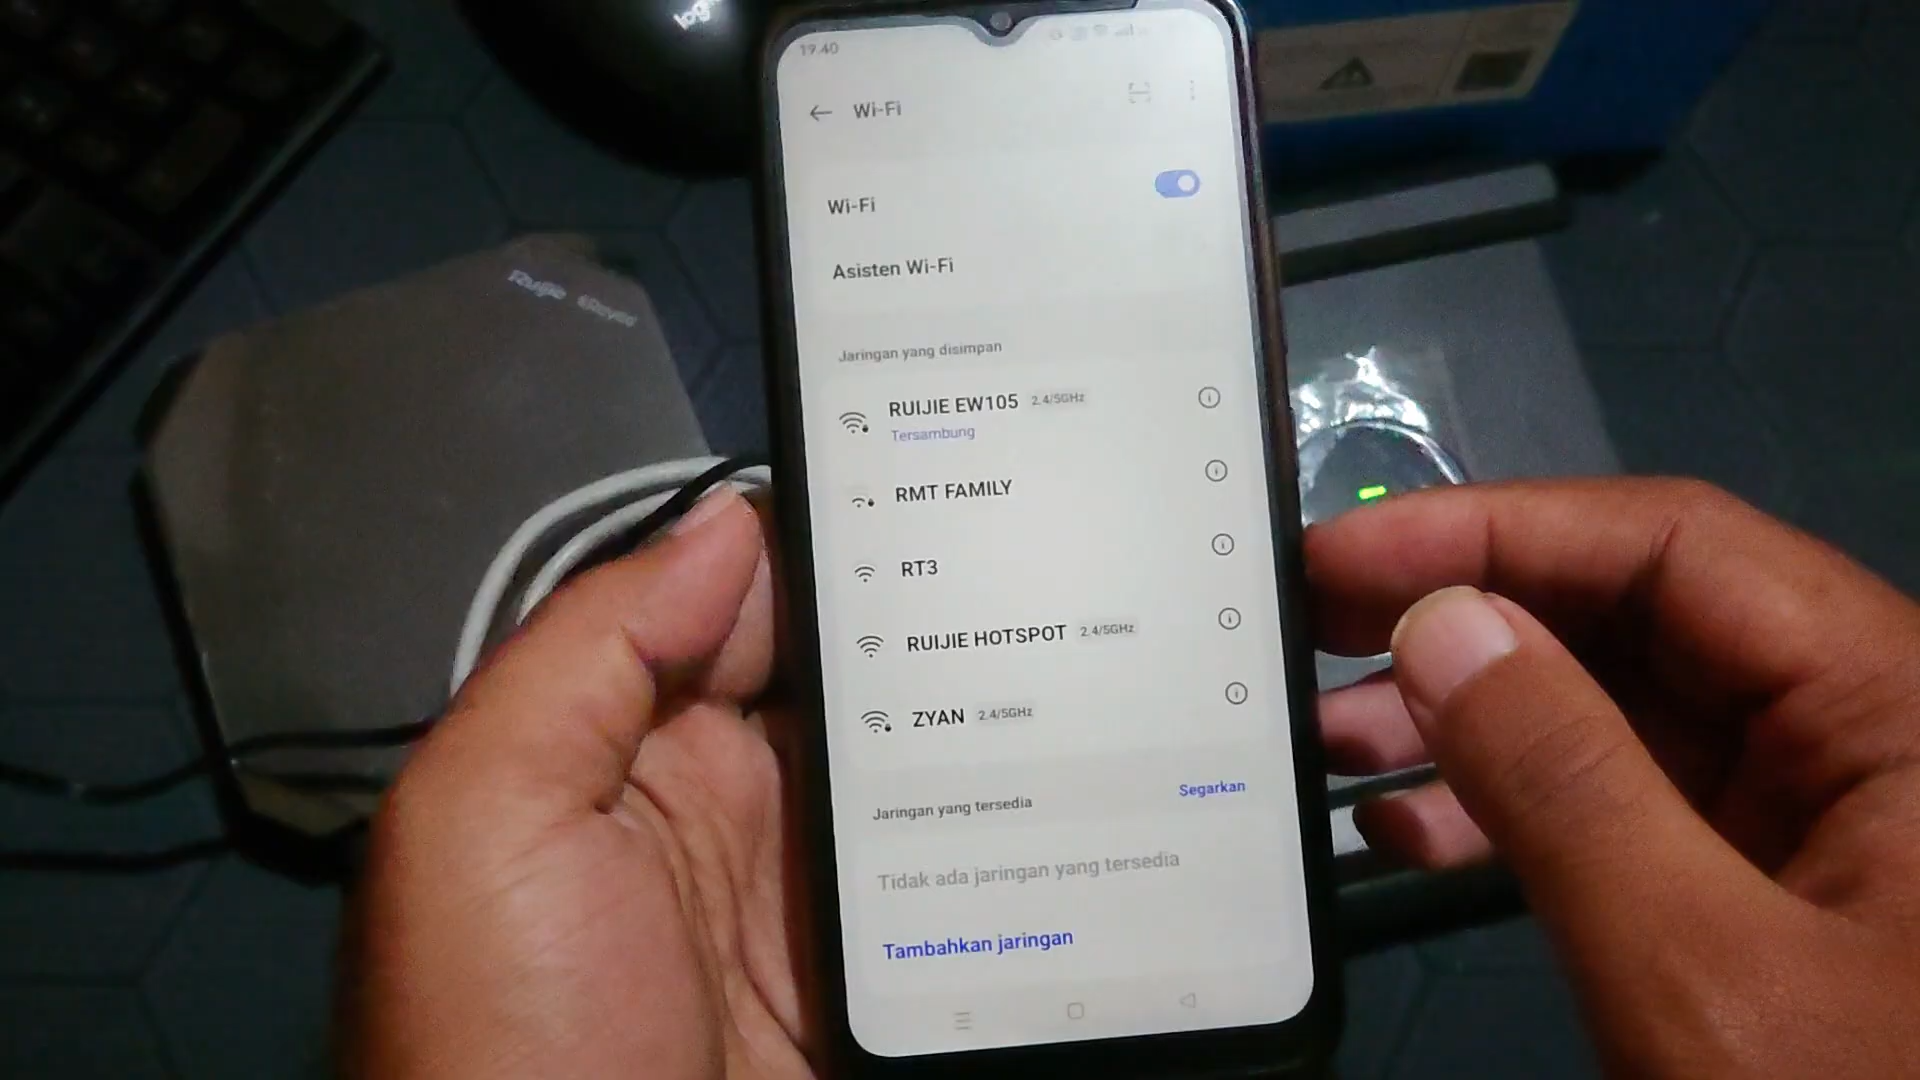 19.40
Wi-Fi
Wi-Fi
Asisten Wi-Fi
Jaringan yang disimpan
RUIJIE EW105 2.4/5GHz
Tersambung
RMT FAMILY
RT3
RUIJIE HOTSPOT 2.4/5GHz
ZYAN 2.4/5GHz
Jaringan yang tersedia
Segarkan
Tidak ada jaringan yang tersedia
Tambahkan jaringan
Ruijie